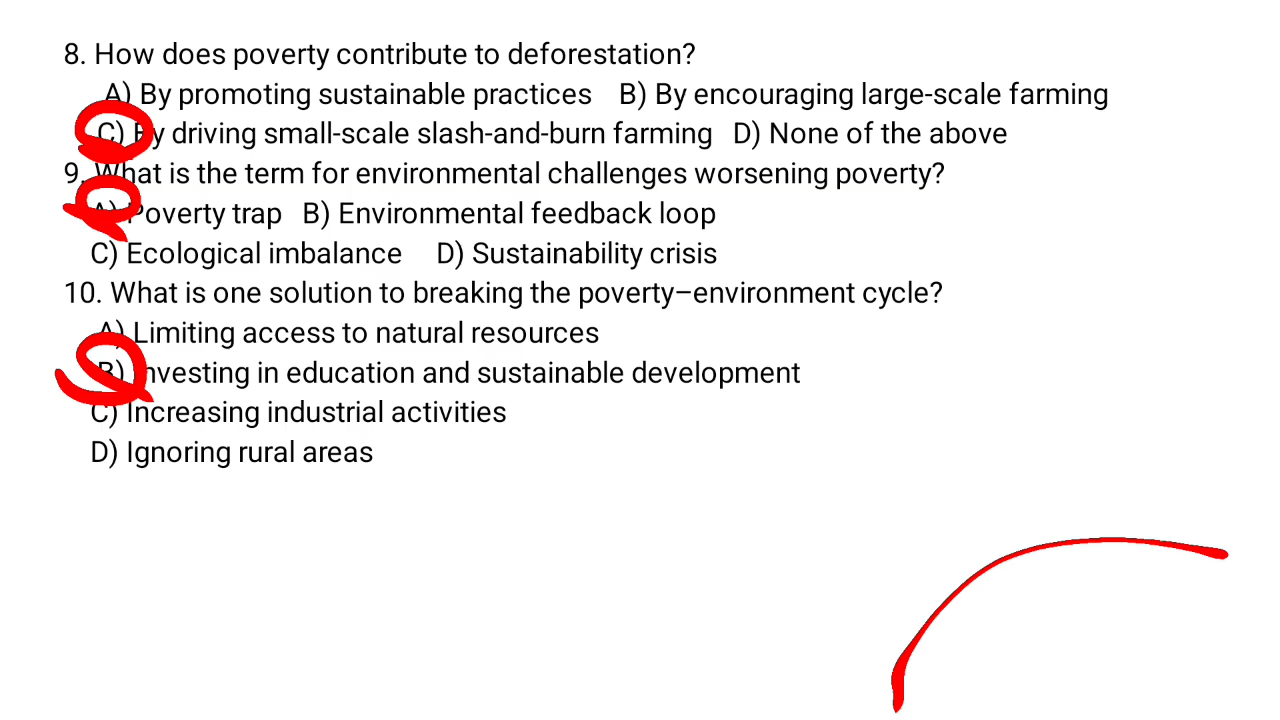 8. How does poverty contribute to deforestation?
A) By promoting sustainable practices B) By encouraging large-scale farming
C) By driving small-scale slash-and-burn farming D) None of the above
9. What is the term for environmental challenges worsening poverty?
A) Poverty trap B) Environmental feedback loop
C) Ecological imbalance D) Sustainability crisis
10. What is one solution to breaking the poverty–environment cycle?
A) Limiting access to natural resources
B) Investing in education and sustainable development
C) Increasing industrial activities
D) Ignoring rural areas